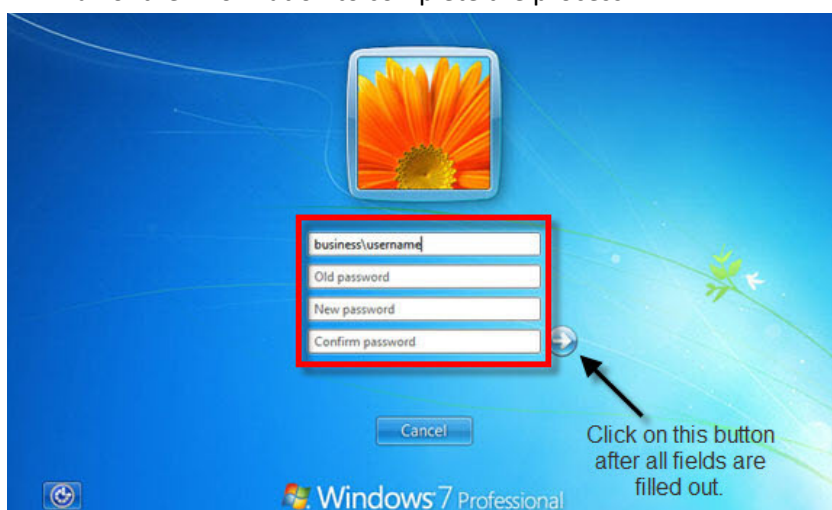 business\username
Old password
New password
Confirm password
Cancel
Click on this button
after all fields are
filled out.
Windows 7 Professional